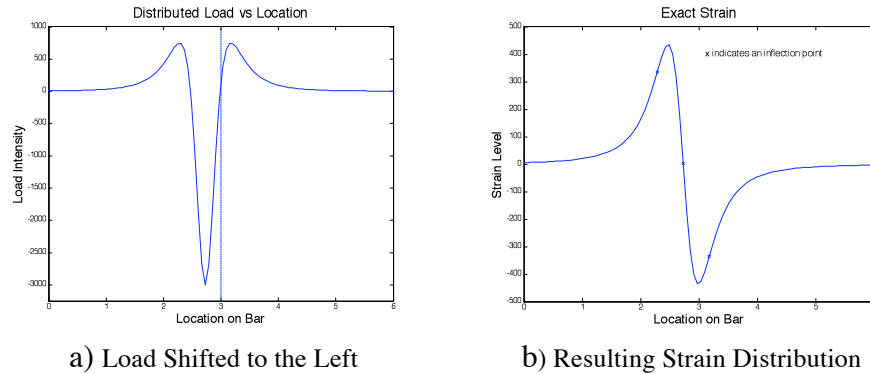 Distributed Load vs Location
1000
500
0
-500
-1000
-1500
-2000
-2500
-3000
Load Intensity
0 1 2 3 4 5 6
Location on Bar
a) Load Shifted to the Left
Exact Strain
x indicates an inflection point
500
400
300
200
100
0
-100
-200
-300
-400
-500
Strain Level
0 1 2 3 4 5
Location on Bar
b) Resulting Strain Distribution